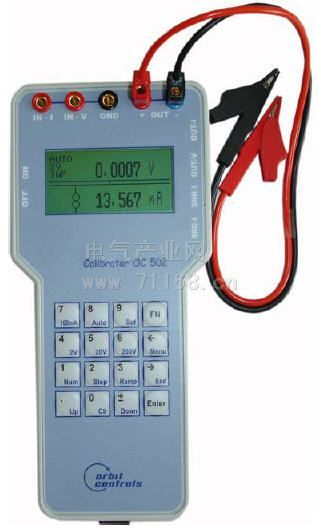 IN - I IN - V GND + OUT -
OUT-I
OUT-V
SNK-I
SRC-I
ON
OFF
AUTO
2V
INP
0.0007 V
13.567 mA
电气产业网
www.71168.cn
Calibrator OC 502
7 8 9 FN
100mA Auto Set
4 5 6 ←
2V 20V 200V Menu
1 2 3 →
Num Step Ramp Esc
. 0 ± Enter
Up Clr Down
orbit
controls